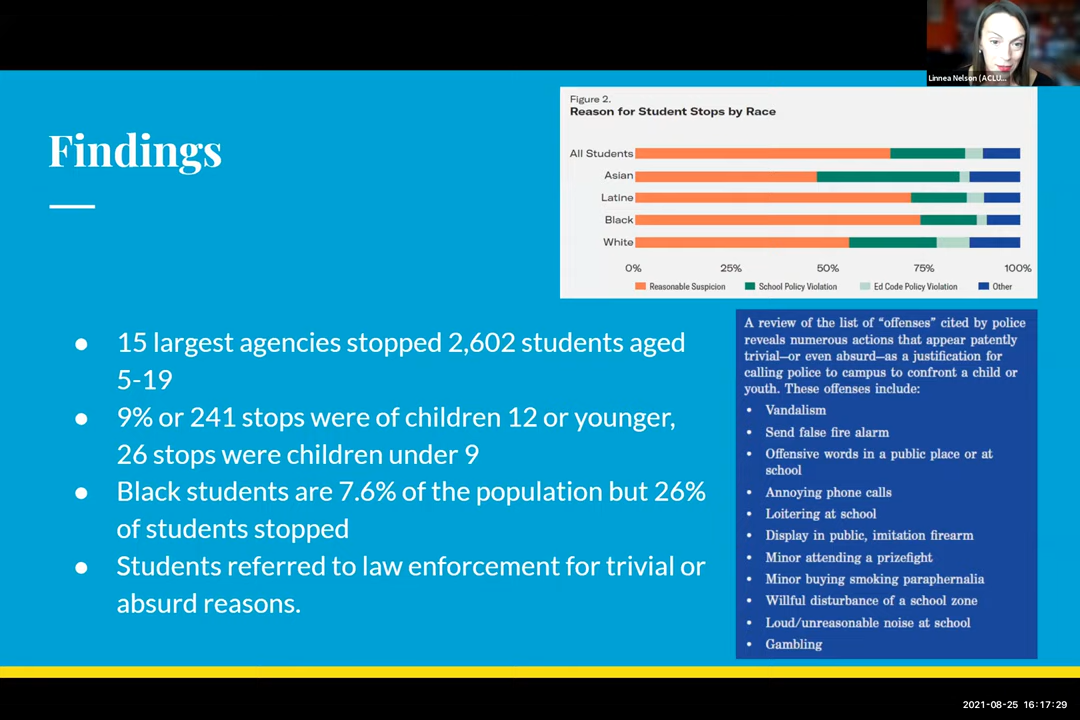 Linnea Nelson (ACLU...
Findings
Figure 2.
Reason for Student Stops by Race
All Students
Asian
Latine
Black
White
0% 25% 50% 75% 100%
Reasonable Suspicion School Policy Violation Ed Code Policy Violation Other
● 15 largest agencies stopped 2,602 students aged
5-19
● 9% or 241 stops were of children 12 or younger,
26 stops were children under 9
● Black students are 7.6% of the population but 26%
of students stopped
● Students referred to law enforcement for trivial or
absurd reasons.
A review of the list of “offenses” cited by police
reveals numerous actions that appear patently
trivial—or even absurd—as a justification for
calling police to campus to confront a child or
youth. These offenses include:
• Vandalism
• Send false fire alarm
• Offensive words in a public place or at
school
• Annoying phone calls
• Loitering at school
• Display in public, imitation firearm
• Minor attending a prizefight
• Minor buying smoking paraphernalia
• Willful disturbance of a school zone
• Loud/unreasonable noise at school
• Gambling
2021-08-25 16:17:29